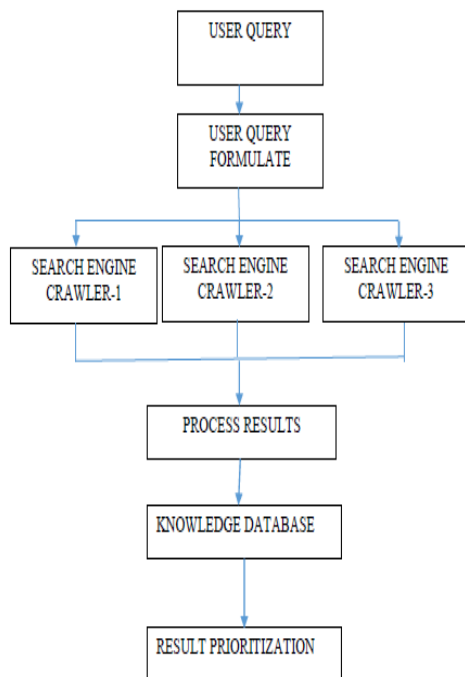 USER QUERY
USER QUERY
FORMULATE
SEARCH ENGINE
CRAWLER-1
SEARCH ENGINE
CRAWLER-2
SEARCH ENGINE
CRAWLER-3
PROCESS RESULTS
KNOWLEDGE DATABASE
RESULT PRIORITIZATION